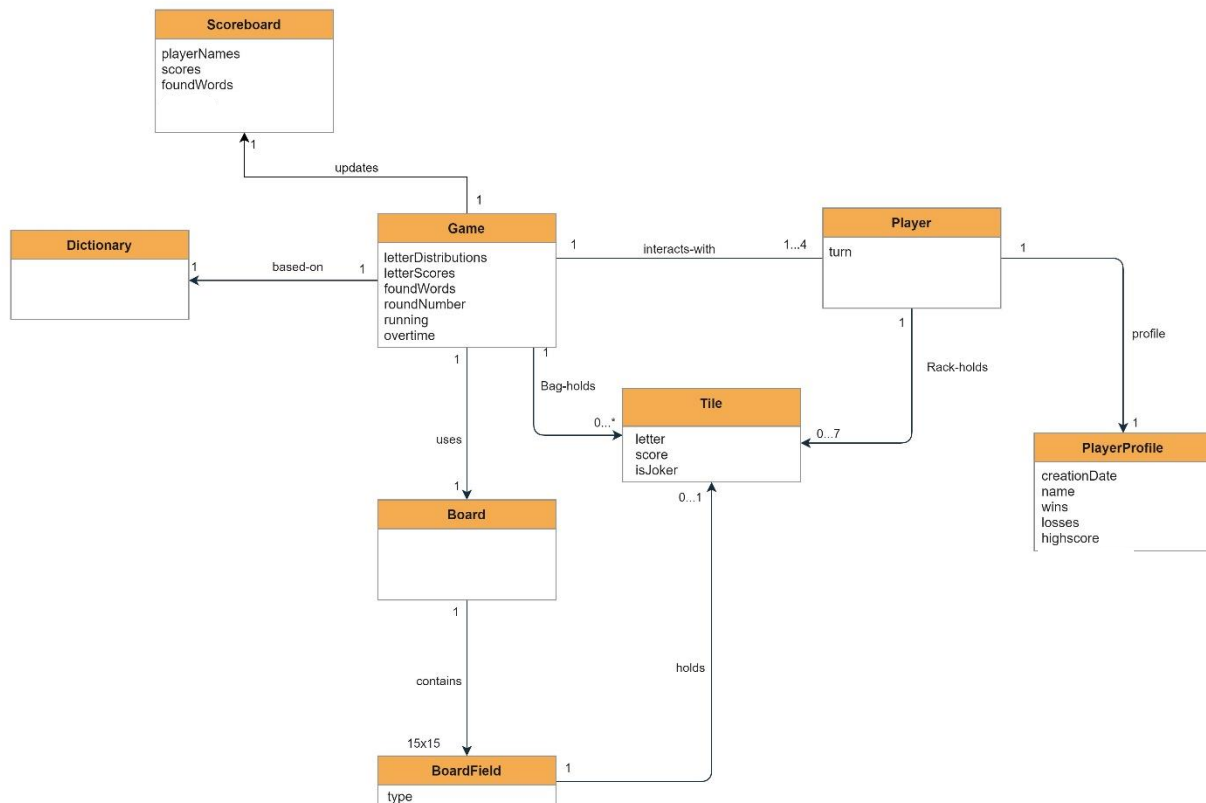 Scoreboard
playerNames
scores
foundWords
1
updates
1
Dictionary
1
based-on
1
Game
letterDistributions
letterScores
foundWords
roundNumber
running
overtime
1
interacts-with
1...4
Player
turn
1
profile
1
PlayerProfile
creationDate
name
wins
losses
highscore
1
Rack-holds
0...7
1
Bag-holds
0...*
Tile
letter
score
isJoker
0...1
1
uses
1
Board
1
contains
15x15
BoardField
type
1
holds